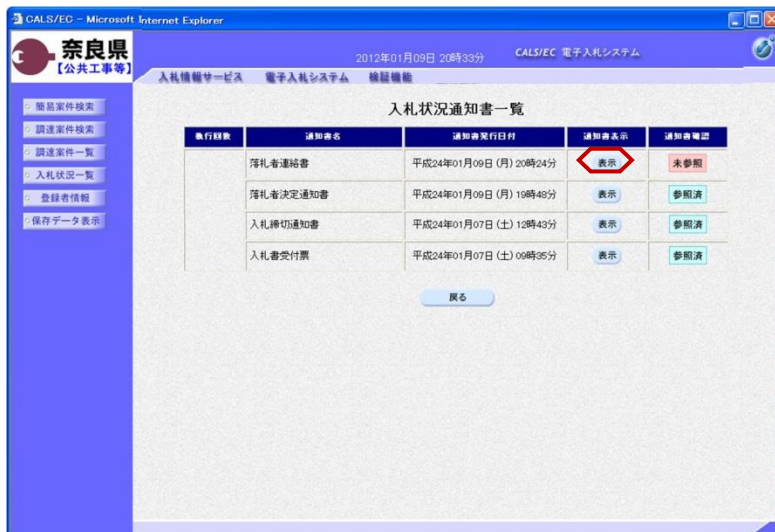 CALS/EC - Microsoft Internet Explorer
奈良県
【公共工事等】
2012年01月09日 20時33分
CALS/EC 電子入札システム
入札情報サービス 電子入札システム 検証機能
簡易案件検索
調達案件検索
調達案件一覧
入札状況一覧
登録者情報
保存データ表示
入札状況通知書一覧
執行回数 通知書名 通知書発行日付 通知書表示 通知書確認
落札者連絡書 平成24年01月09日 (月) 20時24分 表示 未参照
落札者決定通知書 平成24年01月09日 (月) 19時48分 表示 参照済
入札締切通知書 平成24年01月07日 (土) 12時43分 表示 参照済
入札書受付票 平成24年01月07日 (土) 09時35分 表示 参照済
戻る